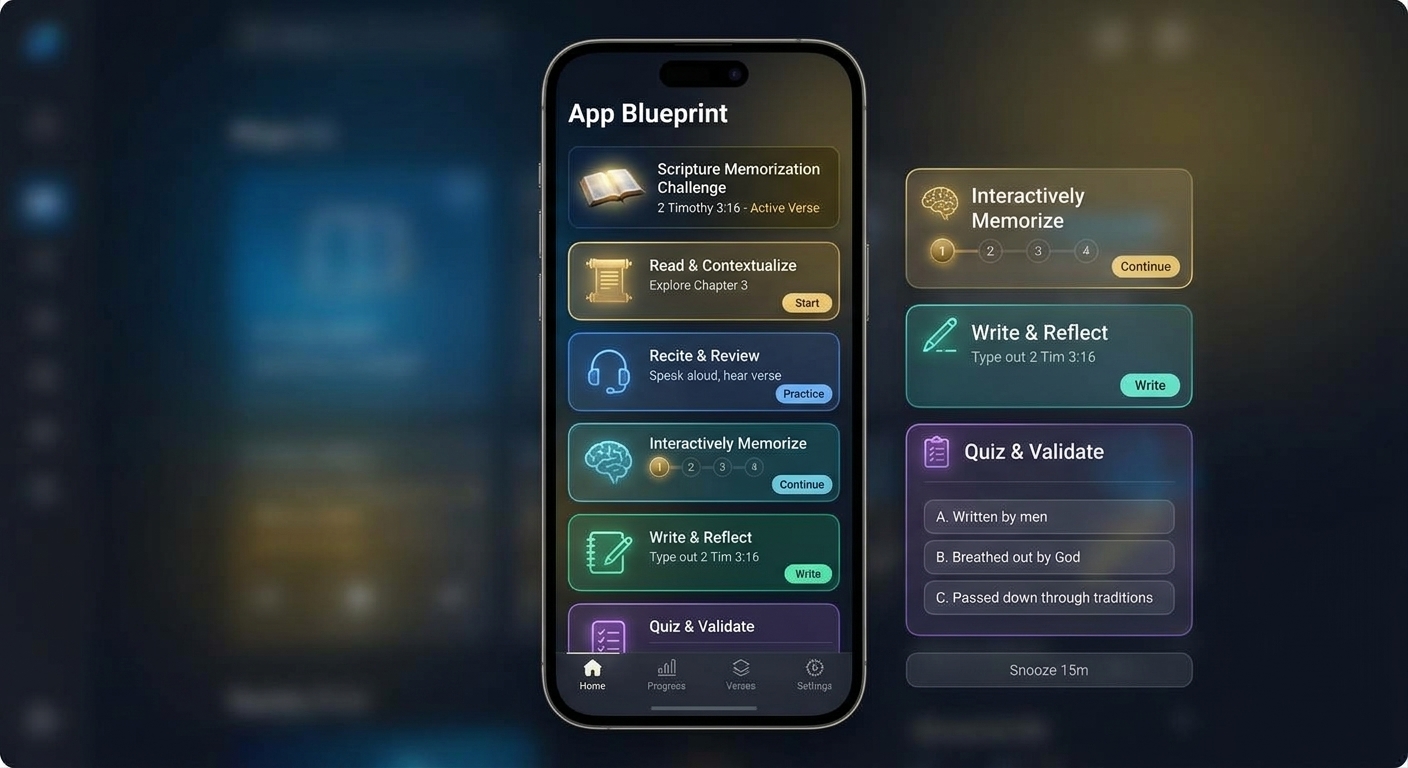 App Blueprint
Scripture Memorization
Challenge
2 Timothy 3:16 - Active Verse
Read & Contextualize
Explore Chapter 3
Start
Recite & Review
Spesk aloud, hear verse
Practice
Interactively Memorize
1 2 3 4
Continue
Write & Reflect
Type out 2 Tim 3:16
Write
Quiz & Validate
Home
Progrecs
Verses
Settings
Interactively
Memorize
1 2 3 4
Continue
Write & Reflect
Type out 2 Tim 3:16
Write
Quiz & Validate
A. Written by men
B. Breathed out by God
C. Passed down through traditions
Snooze 15m